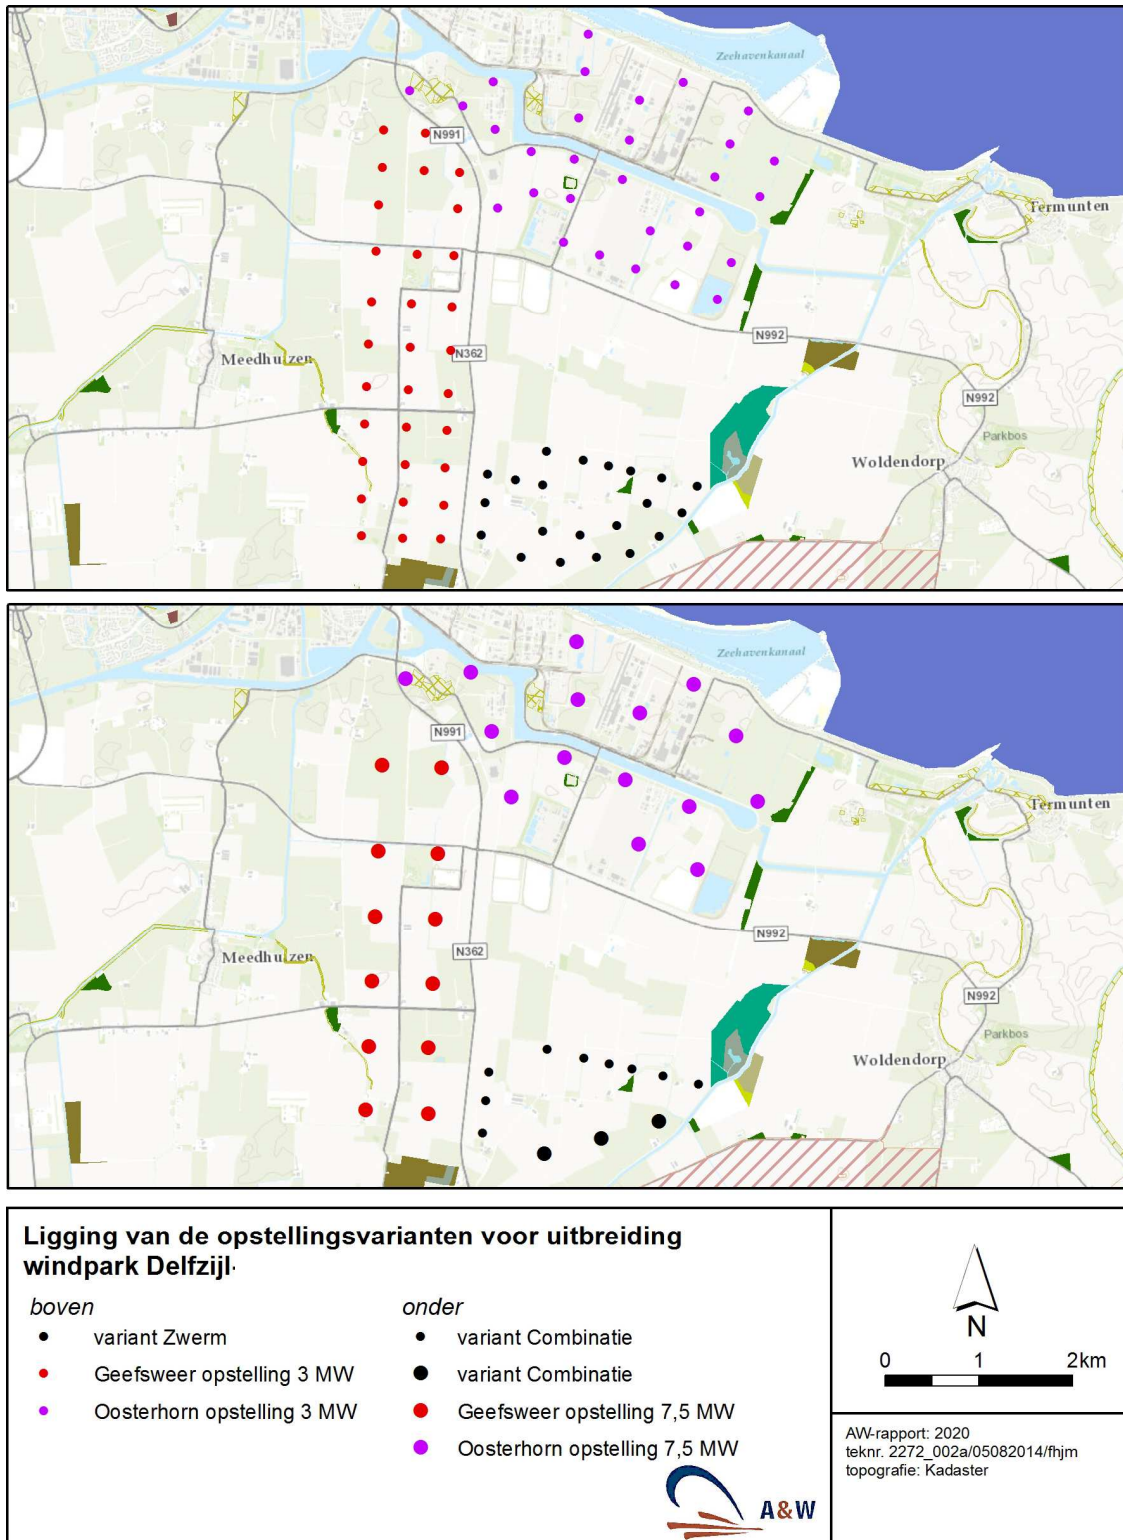 Zeehavenkanaal
N991
Termunten
Meedhuizen
N362
N992
N992
Parkbos
Woldendorp
Zeehavenkanaal
N991
Termunten
Meedhuizen
N362
N992
N992
Parkbos
Woldendorp
Ligging van de opstellingsvarianten voor uitbreiding
windpark Delfzijl
boven
variant Zwerm
Geefsweer opstelling 3 MW
Oosterhorn opstelling 3 MW
onder
variant Combinatie
variant Combinatie
Geefsweer opstelling 7,5 MW
Oosterhorn opstelling 7,5 MW
A&W
N
0 1 2km
AW-rapport: 2020
teknr. 2272_002a/05082014/fhjm
topografie: Kadaster